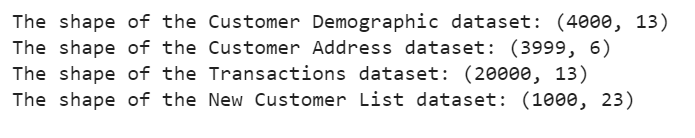 The shape of the Customer Demographic dataset: (4000, 13)
The shape of the Customer Address dataset: (3999, 6)
The shape of the Transactions dataset: (20000, 13)
The shape of the New Customer List dataset: (1000, 23)